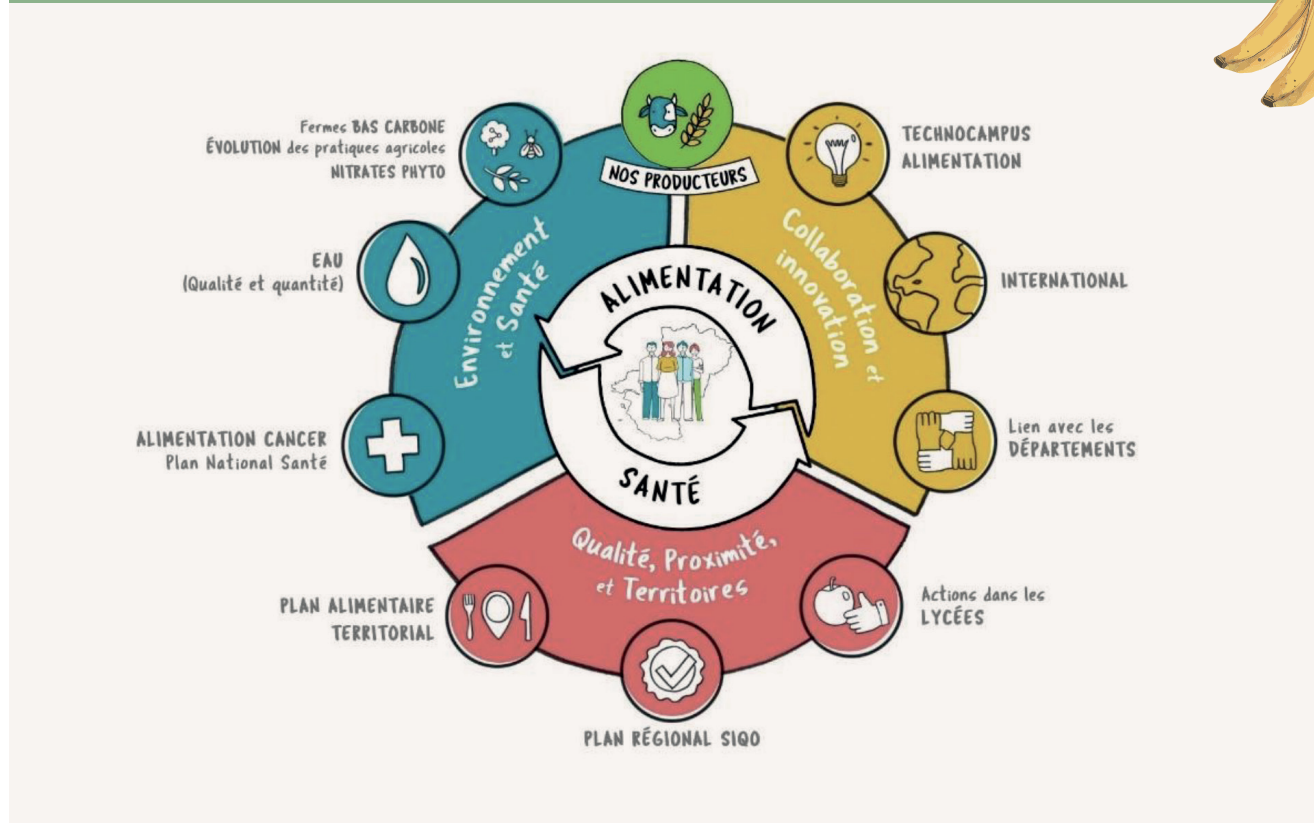 NOS PRODUCTEURS
Fermes BAS CARBONE
ÉVOLUTION des pratiques agricoles
NITRATES PHYTO
EAU
(Qualité et quantité)
ALIMENTATION CANCER
Plan National Santé
Environnement
et Santé
TECHNOCAMPUS
ALIMENTATION
INTERNATIONAL
Lien avec les
DÉPARTEMENTS
Collaboration et
innovation
ALIMENTATION
SANTÉ
Qualité, Proximité,
et Territoires
PLAN ALIMENTAIRE
TERRITORIAL
PLAN RÉGIONAL SIQO
Actions dans les
LYCÉES